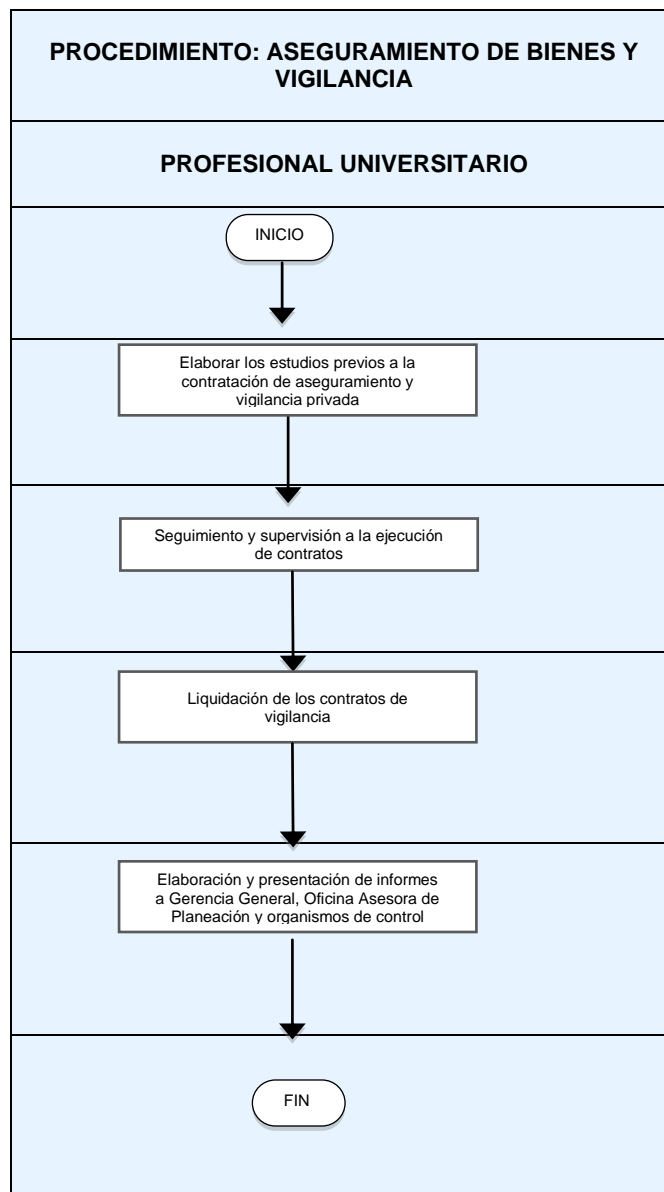 PROCEDIMIENTO: ASEGURAMIENTO DE BIENES Y
VIGILANCIA
PROFESIONAL UNIVERSITARIO
INICIO
Elaborar los estudios previos a la
contratación de aseguramiento y
vigilancia privada
Seguimiento y supervisión a la ejecución
de contratos
Liquidación de los contratos de
vigilancia
Elaboración y presentación de informes
a Gerencia General, Oficina Asesora de
Planeación y organismos de control
FIN